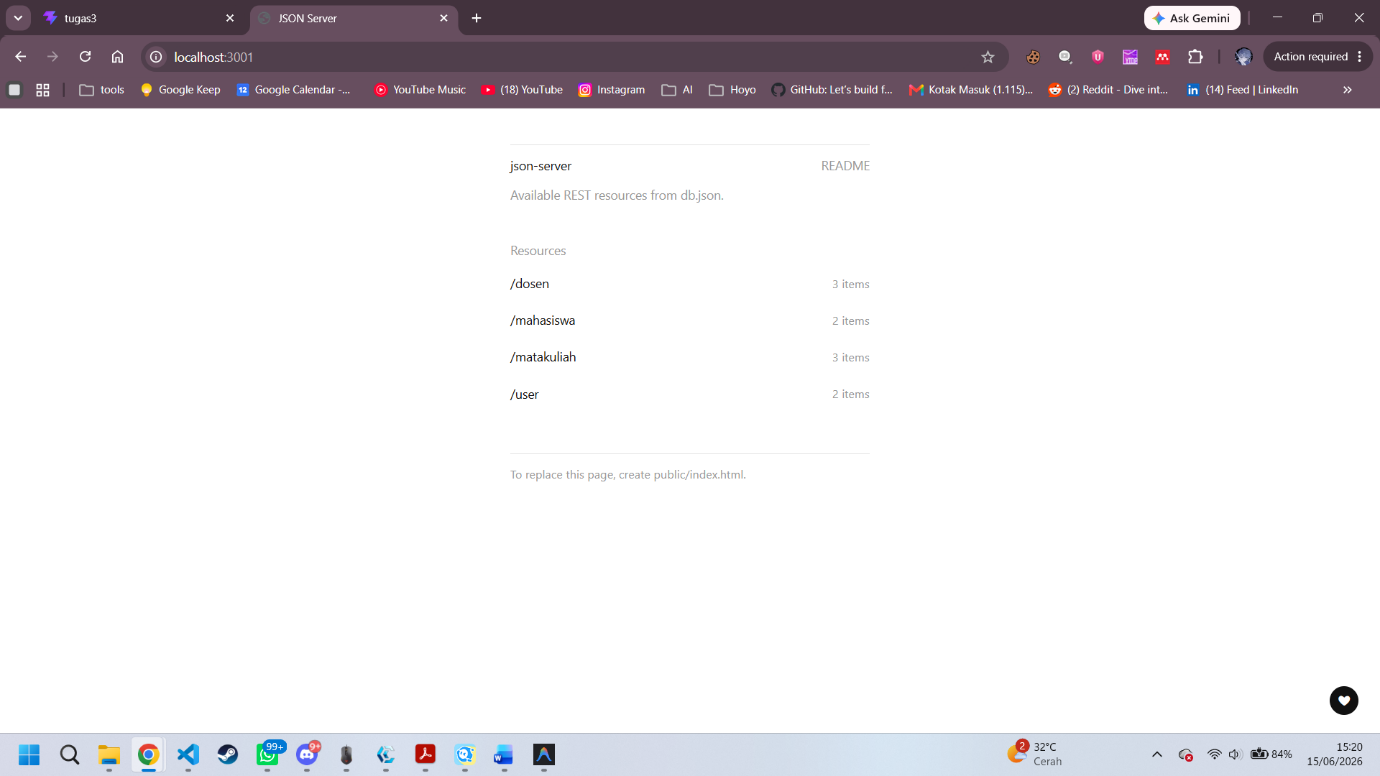 tugas3
JSON Server
Ask Gemini
localhost:3001
Action required
tools
Google Keep
12
Google Calendar -...
YouTube Music
(18) YouTube
Instagram
AI
Hoyo
GitHub: Let's build f...
Kotak Masuk (1.115)...
(2) Reddit - Dive int...
in
(14) Feed | LinkedIn
json-server
README
Available REST resources from db.json.
Resources
/dosen
3 items
/mahasiswa
2 items
/matakuliah
3 items
/user
2 items
To replace this page, create public/index.html.
99+
9+
2
32°C
Cerah
84%
15:20
15/06/2026